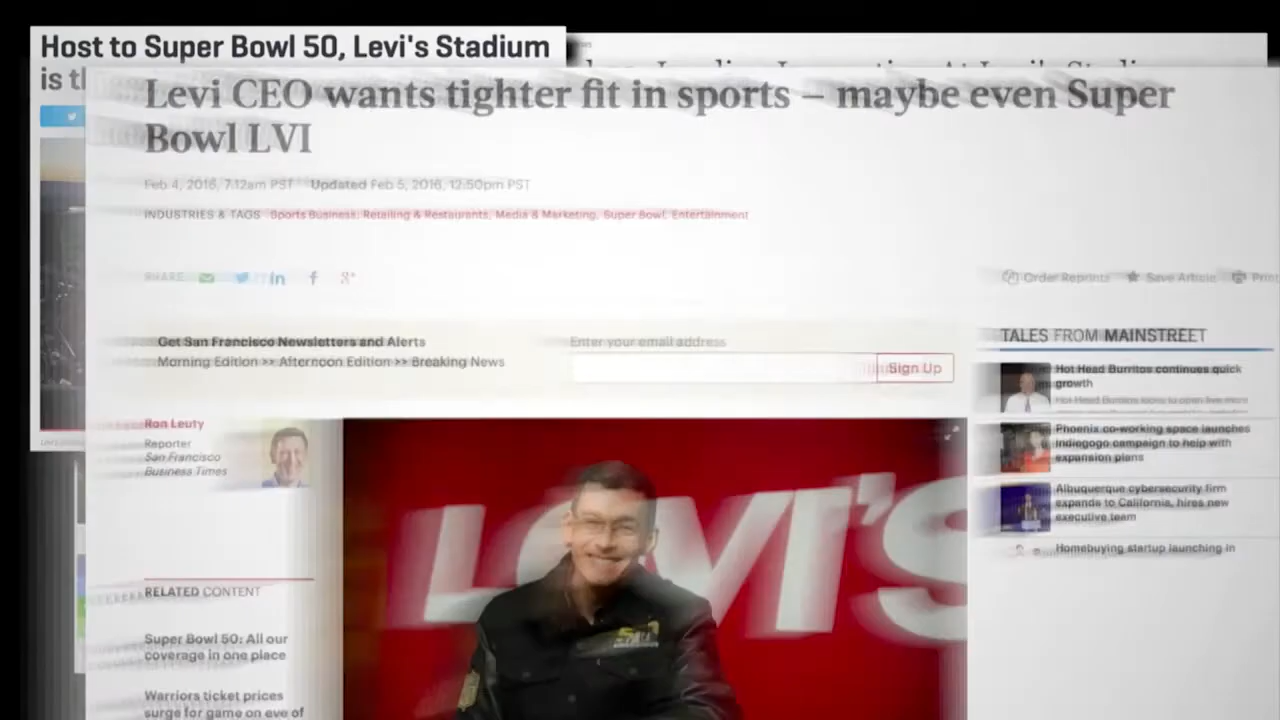 Host to Super Bowl 50, Levi's Stadium
Levi CEO wants tighter fit in sports – maybe even Super
Bowl LVI
Feb 4, 2016, 7:12am PST Updated Feb 5, 2016, 12:50pm PST
INDUSTRIES & TAGS Sports Business, Retailing & Restaurants, Media & Marketing, Super Bowl, Entertainment
SHARE
Order Reprints Save Article Print
Get San Francisco Newsletters and Alerts
Morning Edition >> Afternoon Edition >> Breaking News
Enter your email address
Sign Up
TALES FROM MAINSTREET
Hot Head Burritos continues quick
growth
Phoenix co-working space launches
Indiegogo campaign to help with
expansion plans
Albuquerque cybersecurity firm
expands to California, hires new
executive team
Homebuying startup launching in
Ron Leuty
Reporter
San Francisco
Business Times
LEVI'S
RELATED CONTENT
Super Bowl 50: All our
coverage in one place
Warriors ticket prices
surge for game on eve of